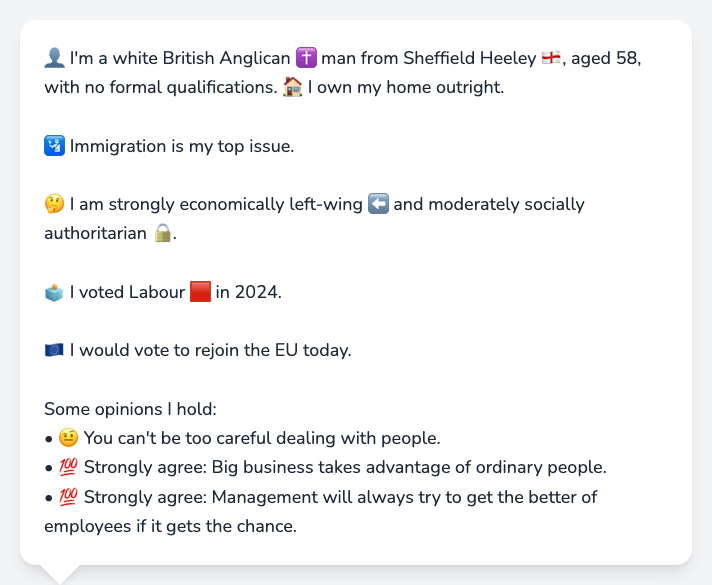 👤 I'm a white British Anglican ✝️ man from Sheffield Heeley 🏴󠁧󠁢󠁥󠁮󠁧󠁿, aged 58,
with no formal qualifications. 🏠 I own my home outright.
🛂 Immigration is my top issue.
🤔 I am strongly economically left-wing ⬅️ and moderately socially
authoritarian 🔒.
🗳️ I voted Labour 🟥 in 2024.
🇪🇺 I would vote to rejoin the EU today.
Some opinions I hold:
• 🤨 You can't be too careful dealing with people.
• 💯 Strongly agree: Big business takes advantage of ordinary people.
• 💯 Strongly agree: Management will always try to get the better of
employees if it gets the chance.